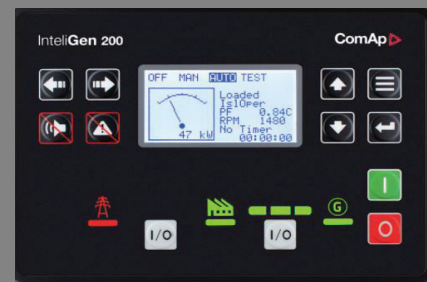 InteliGen 200
ComAp
OFF MAN AUTO TEST
Loaded
IslOper
PF 0.84C
RPM 1480
No Timer
47 kW 00:00:00
I
G
I/O
I/O
O